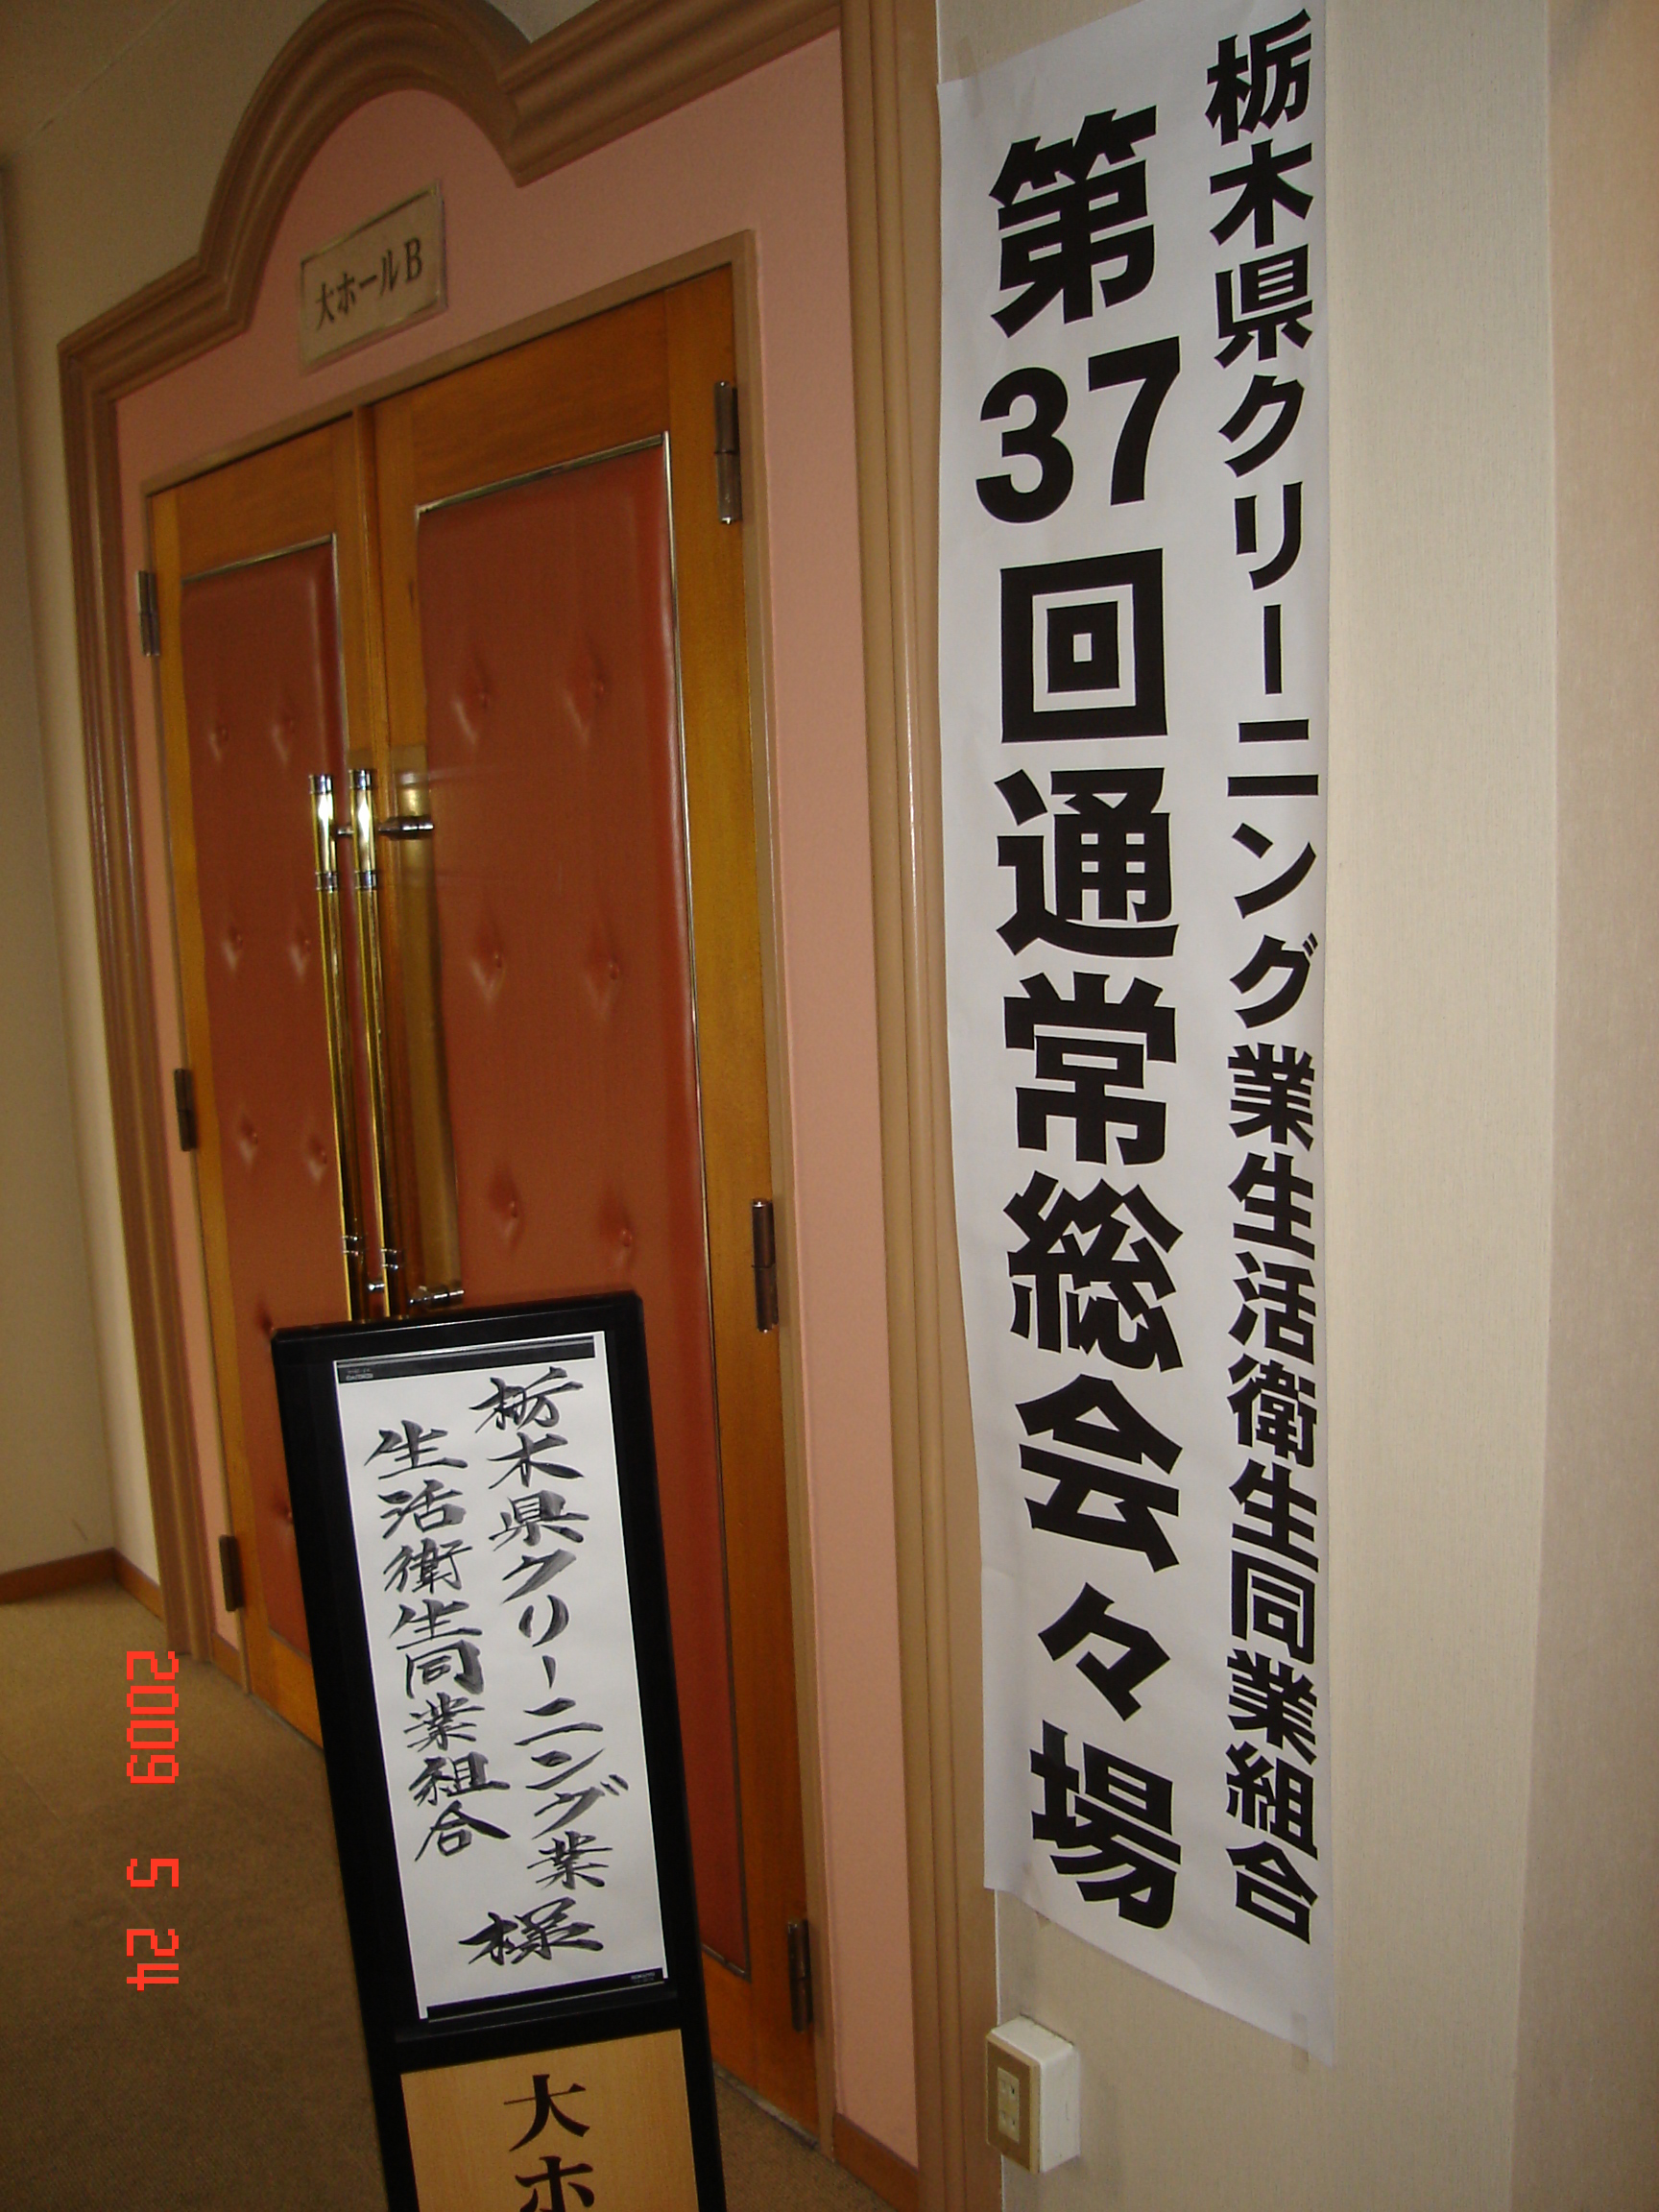 栃木県クリーニング業生活衛生同業組合
第37回通常総会々場
大ホールB
栃木県クリーニング業
生活衛生同業組合
様
大ホ
2009 5 24